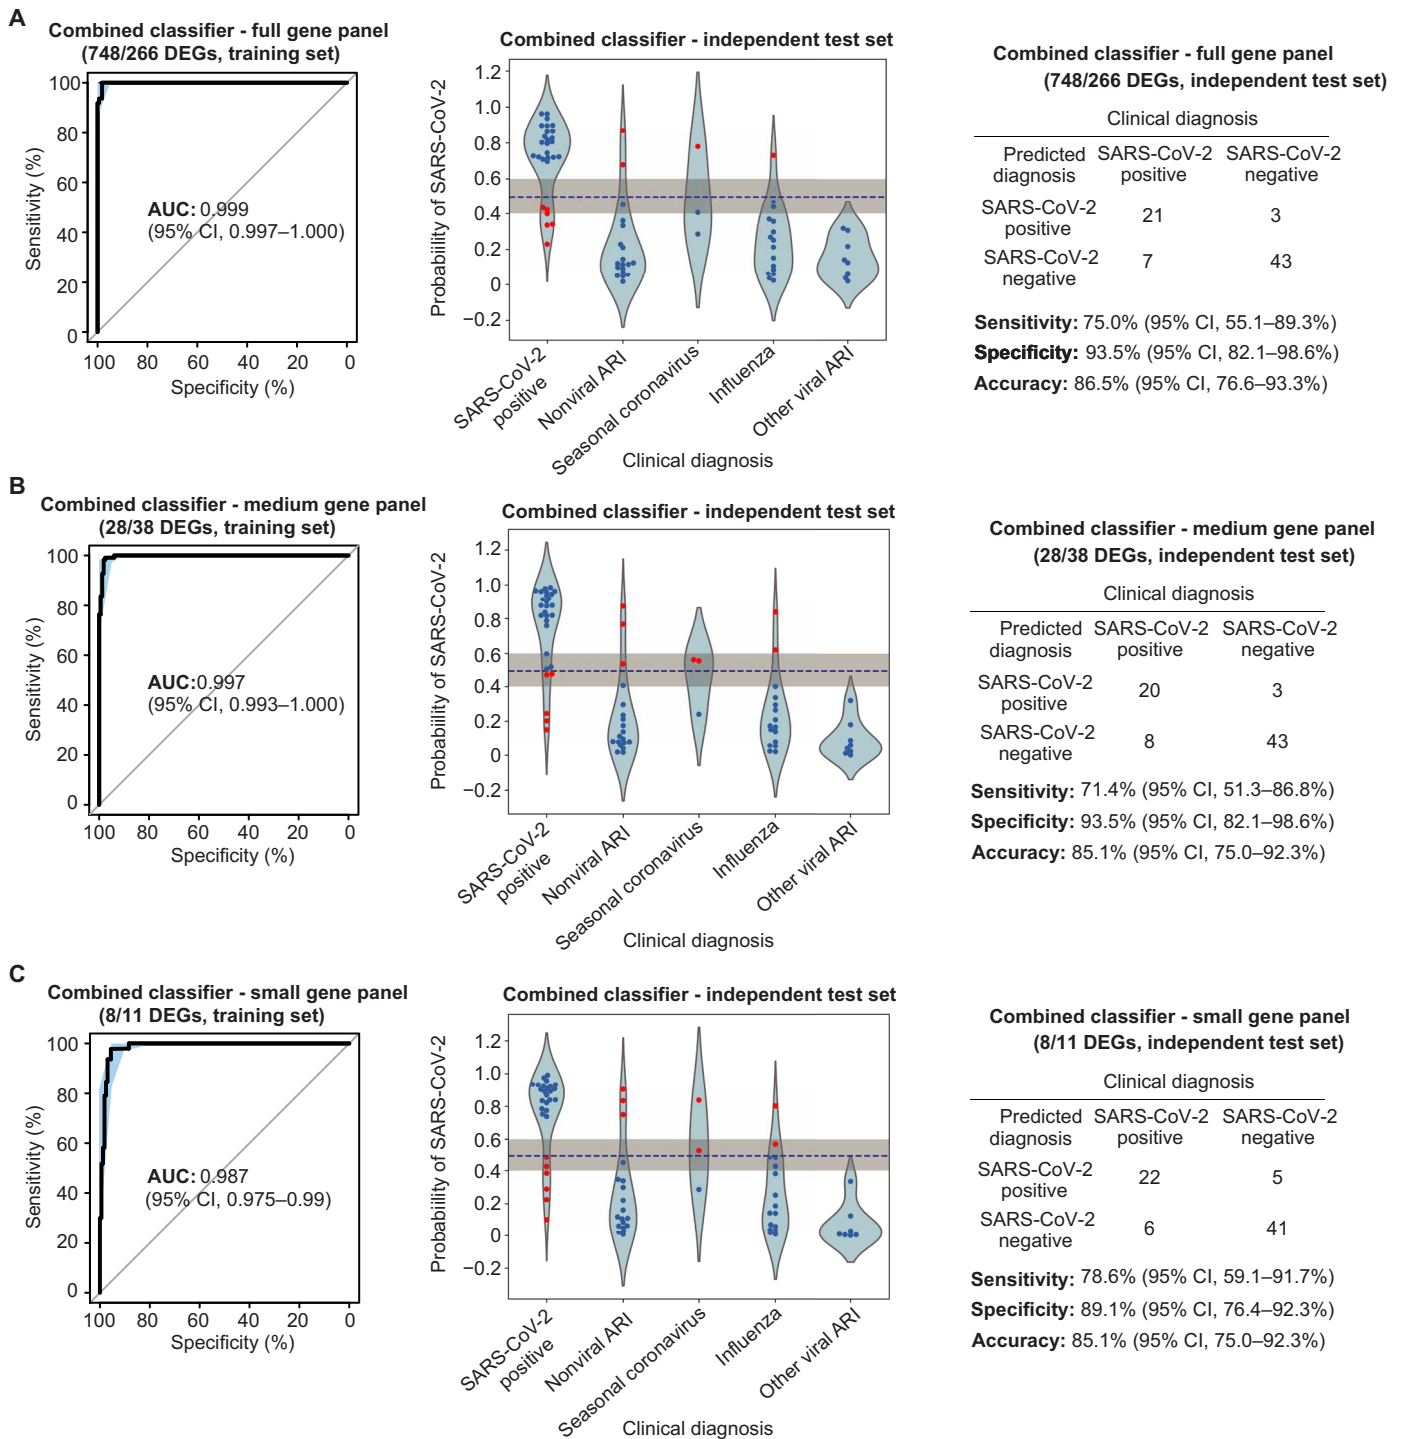 A
Combined classifier - full gene panel
(748/266 DEGs, training set)
100
80
60
40
20
0
Sensitivity (%)
AUC: 0.999
(95% CI, 0.997–1.000)
100 80 60 40 20 0
Specificity (%)
Combined classifier - independent test set
1.2
1.0
0.8
0.6
0.4
0.2
0
−0.2
Probabiility of SARS-CoV-2
SARS-CoV-2
positive
Nonviral ARI
Seasonal coronavirus
Influenza
Other viral ARI
Clinical diagnosis
Combined classifier - full gene panel
(748/266 DEGs, independent test set)
Clinical diagnosis
Predicted SARS-CoV-2 SARS-CoV-2
diagnosis positive negative
SARS-CoV-2
positive
21 3
SARS-CoV-2
negative
7 43
Sensitivity: 75.0% (95% CI, 55.1–89.3%)
Specificity: 93.5% (95% CI, 82.1–98.6%)
Accuracy: 86.5% (95% CI, 76.6–93.3%)
B
Combined classifier - medium gene panel
(28/38 DEGs, training set)
100
80
60
40
20
0
Sensitivity (%)
AUC:0.997
(95% CI, 0.993–1.000)
100 80 60 40 20 0
Specificity (%)
Combined classifier - independent test set
1.2
1.0
0.8
0.6
0.4
0.2
0
−0.2
Probabiility of SARS-CoV-2
SARS-CoV-2
positive
Nonviral ARI
Seasonal coronavirus
Influenza
Other viral ARI
Clinical diagnosis
Combined classifier - medium gene panel
(28/38 DEGs, independent test set)
Clinical diagnosis
Predicted SARS-CoV-2 SARS-CoV-2
diagnosis positive negative
SARS-CoV-2
positive
20 3
SARS-CoV-2
negative
8 43
Sensitivity: 71.4% (95% CI, 51.3–86.8%)
Specificity: 93.5% (95% CI, 82.1–98.6%)
Accuracy: 85.1% (95% CI, 75.0–92.3%)
C
Combined classifier - small gene panel
(8/11 DEGs, training set)
100
80
60
40
20
0
Sensitivity (%)
AUC: 0.987
(95% CI, 0.975–0.99)
100 80 60 40 20 0
Specificity (%)
Combined classifier - independent test set
1.2
1.0
0.8
0.6
0.4
0.2
0
−0.2
Probabiility of SARS-CoV-2
SARS-CoV-2
positive
Nonviral ARI
Seasonal coronavirus
Influenza
Other viral ARI
Clinical diagnosis
Combined classifier - small gene panel
(8/11 DEGs, independent test set)
Clinical diagnosis
Predicted SARS-CoV-2 SARS-CoV-2
diagnosis positive negative
SARS-CoV-2
positive
22 5
SARS-CoV-2
negative
6 41
Sensitivity: 78.6% (95% CI, 59.1–91.7%)
Specificity: 89.1% (95% CI, 76.4–92.3%)
Accuracy: 85.1% (95% CI, 75.0–92.3%)